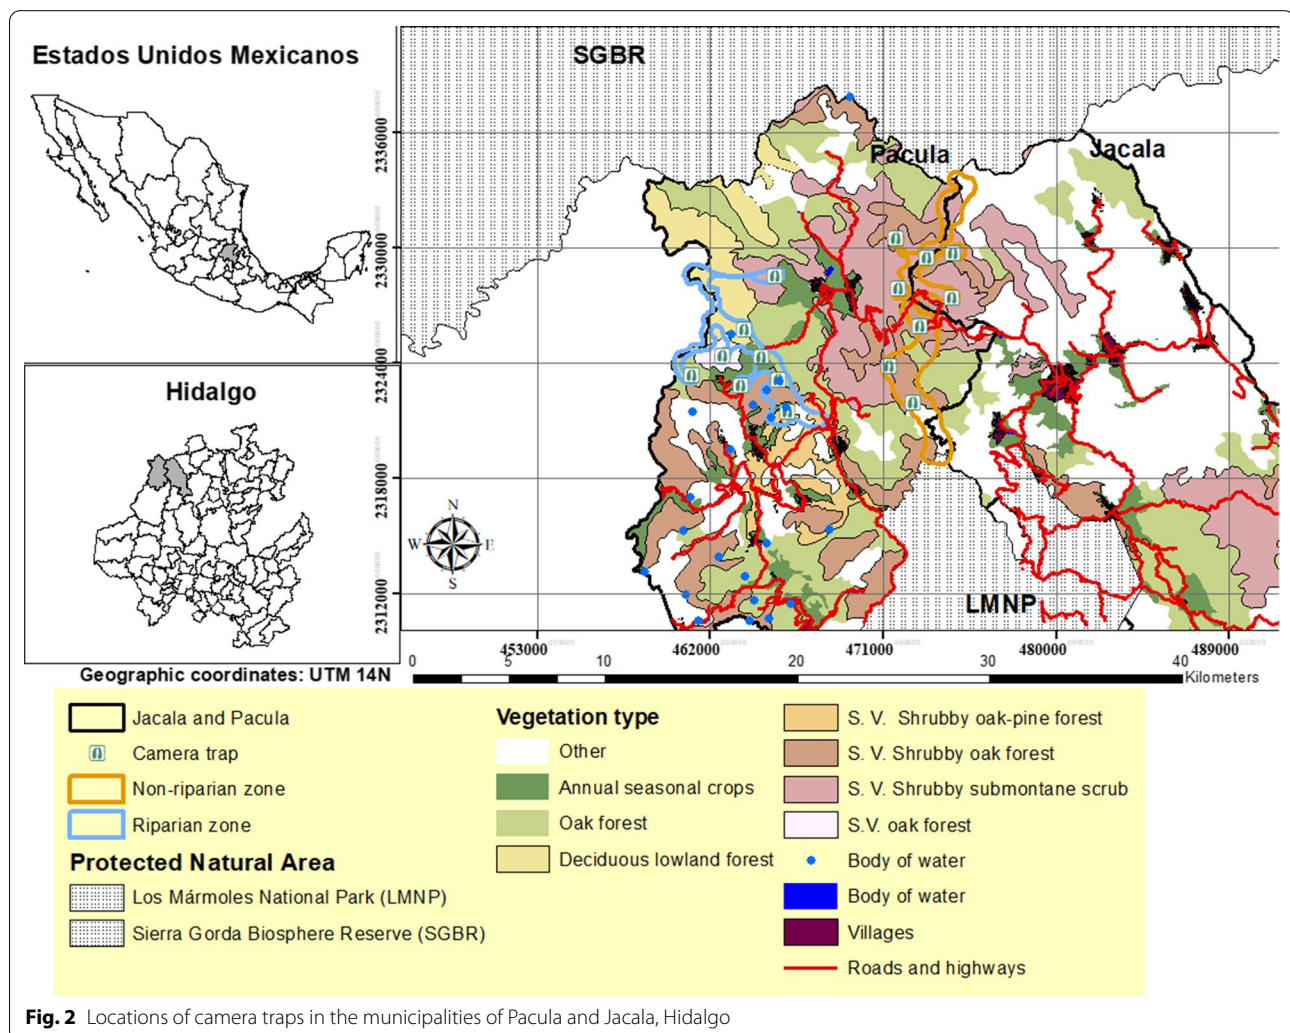 Estados Unidos Mexicanos
Hidalgo
Geographic coordinates: UTM 14N
SGBR
Pacula
Jacala
LMNP
2336000
2330000
2324000
2318000
2312000
N
W E
S
453000 462000 471000 480000 489000
0 5 10 20 30 40
Kilometers
Jacala and Pacula
Camera trap
Non-riparian zone
Riparian zone
Protected Natural Area
Los Mármoles National Park (LMNP)
Sierra Gorda Biosphere Reserve (SGBR)
Vegetation type
Other
Annual seasonal crops
Oak forest
Deciduous lowland forest
S. V. Shrubby oak-pine forest
S. V. Shrubby oak forest
S. V. Shrubby submontane scrub
S.V. oak forest
Body of water
Body of water
Villages
Roads and highways
Fig. 2 Locations of camera traps in the municipalities of Pacula and Jacala, Hidalgo